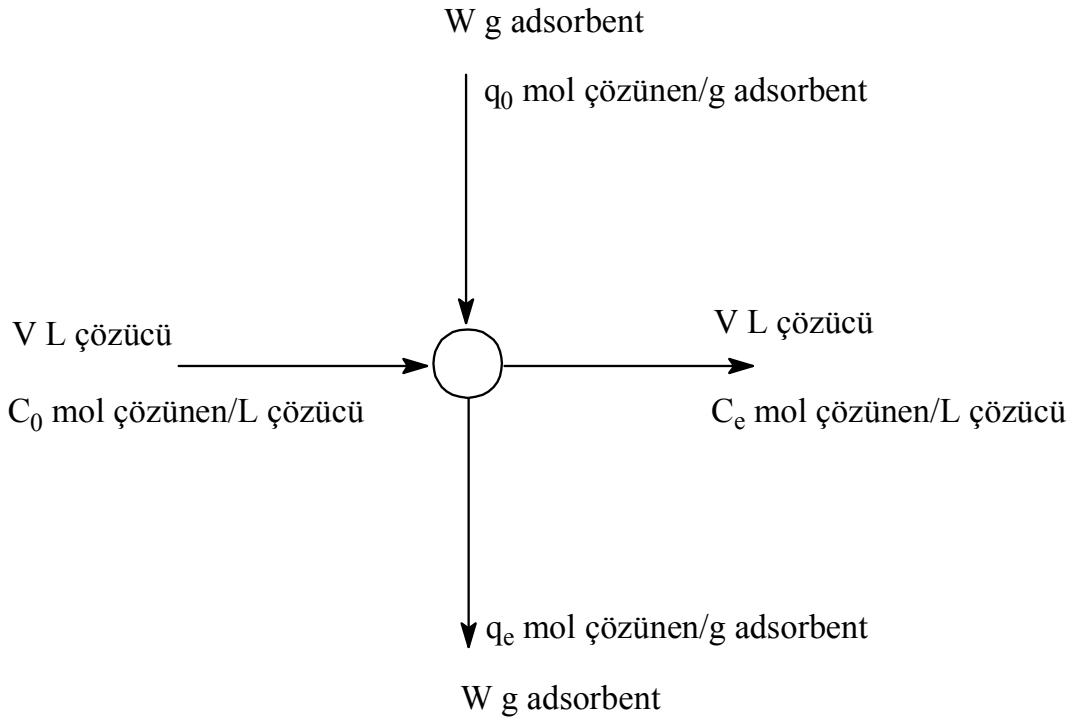 W g adsorbent
q₀ mol çözünen/g adsorbent
V L çözücü
C₀ mol çözünen/L çözücü
V L çözücü
Cₑ mol çözünen/L çözücü
qₑ mol çözünen/g adsorbent
W g adsorbent